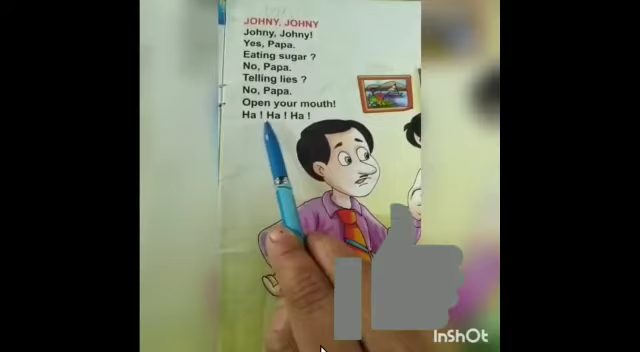 JOHNY, JOHNY
Johny, Johny!
Yes, Papa.
Eating sugar ?
No, Papa.
Telling lies ?
No, Papa.
Open your mouth!
Ha ! Ha ! Ha !
InShOt